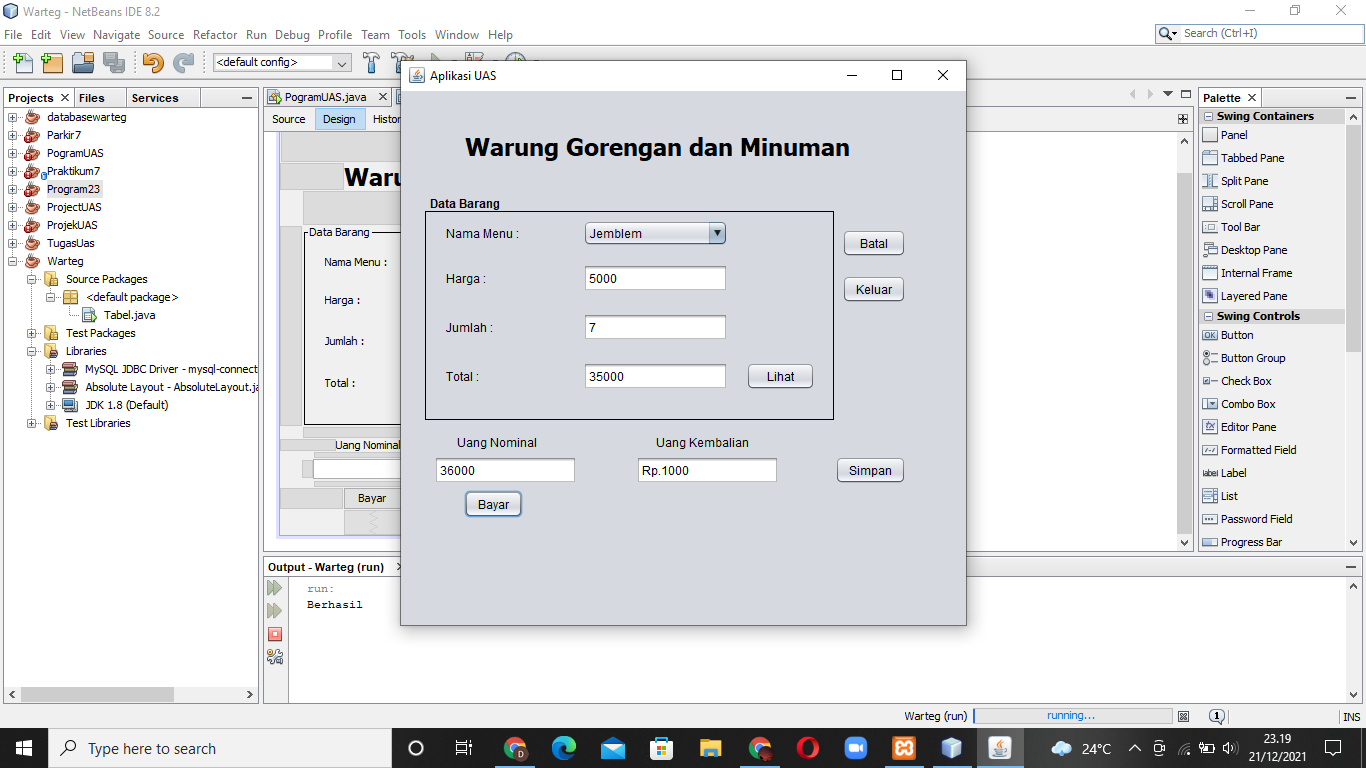 Warteg - NetBeans IDE 8.2
File Edit View Navigate Source Refactor Run Debug Profile Team Tools Window Help
Search (Ctrl+I)
<default config>
Projects Files Services
databasewarteg
Parkir7
PogramUAS
Praktikum7
Program23
ProjectUAS
ProjekUAS
TugasUas
Warteg
Source Packages
<default package>
Tabel.java
Test Packages
Libraries
MySQL JDBC Driver - mysql-connect
Absolute Layout - AbsoluteLayout.ja
JDK 1.8 (Default)
Test Libraries
PogramUAS.java
Source Design Histor
Waru
Data Barang
Nama Menu :
Harga :
Jumlah :
Total :
Uang Nominal
Bayar
Aplikasi UAS
Warung Gorengan dan Minuman
Data Barang
Nama Menu : Jemblem
Batal
Harga : 5000
Keluar
Jumlah : 7
Total : 35000 Lihat
Uang Nominal Uang Kembalian
36000 Rp.1000 Simpan
Bayar
Palette
Swing Containers
Panel
Tabbed Pane
Split Pane
Scroll Pane
Tool Bar
Desktop Pane
Internal Frame
Layered Pane
Swing Controls
OK Button
Button Group
Check Box
Combo Box
Editor Pane
Formatted Field
label Label
List
Password Field
Progress Bar
Output - Warteg (run)
run:
Berhasil
Warteg (run) running... 1 INS
Type here to search
24°C
23.19
21/12/2021